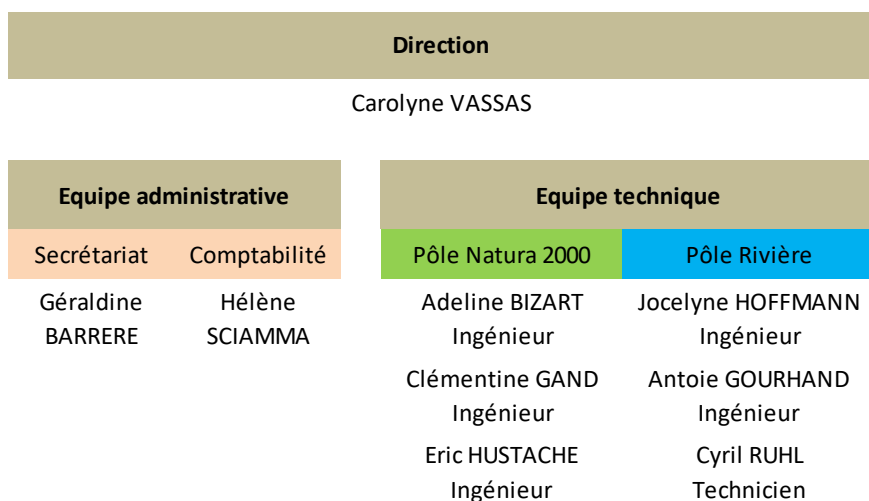 Direction
Carolyne VASSAS
Equipe administrative
Equipe technique
Secrétariat
Comptabilité
Pôle Natura 2000
Pôle Rivière
Géraldine
BARRERE
Hélène
SCIAMMA
Adeline BIZART
Ingénieur
Jocelyne HOFFMANN
Ingénieur
Clémentine GAND
Ingénieur
Antoie GOURHAND
Ingénieur
Eric HUSTACHE
Ingénieur
Cyril RUHL
Technicien